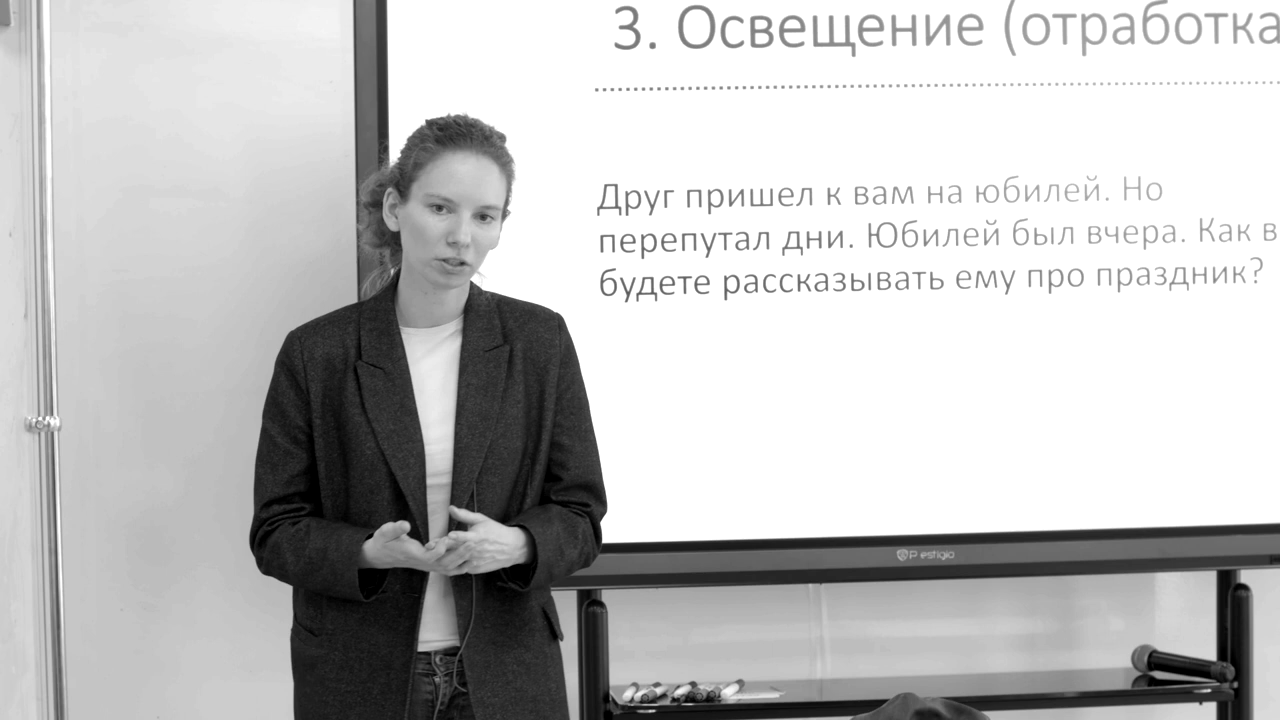 3. Освещение (отработка
Друг пришел к вам на юбилей. Но
перепутал дни. Юбилей был вчера. Как в
будете рассказывать ему про праздник?
Prestigio